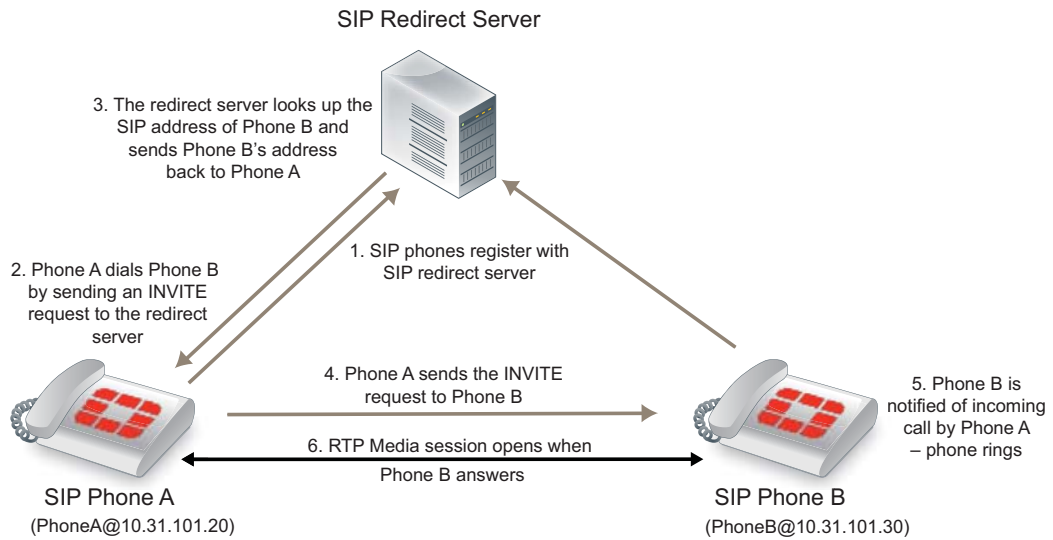 SIP Redirect Server
3. The redirect server looks up the
SIP address of Phone B and
sends Phone B’s address
back to Phone A
1. SIP phones register with
SIP redirect server
2. Phone A dials Phone B
by sending an INVITE
request to the redirect
server
4. Phone A sends the INVITE
request to Phone B
5. Phone B is
notified of incoming
call by Phone A
– phone rings
6. RTP Media session opens when
Phone B answers
SIP Phone A
(PhoneA@10.31.101.20)
SIP Phone B
(PhoneB@10.31.101.30)